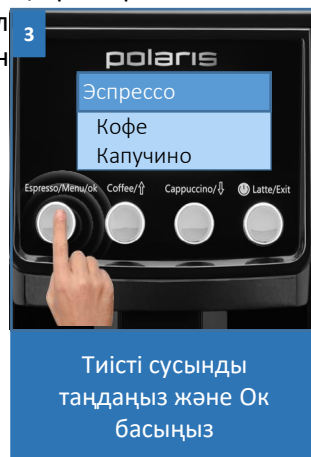 3
polaris
Эспрессо
Кофе
Капучино
Espresso/Menu/ok Coffee/⇧ Cappuccino/⇩ Latte/Exit
Тиісті сусынды
таңдаңыз және Ок
басыңыз